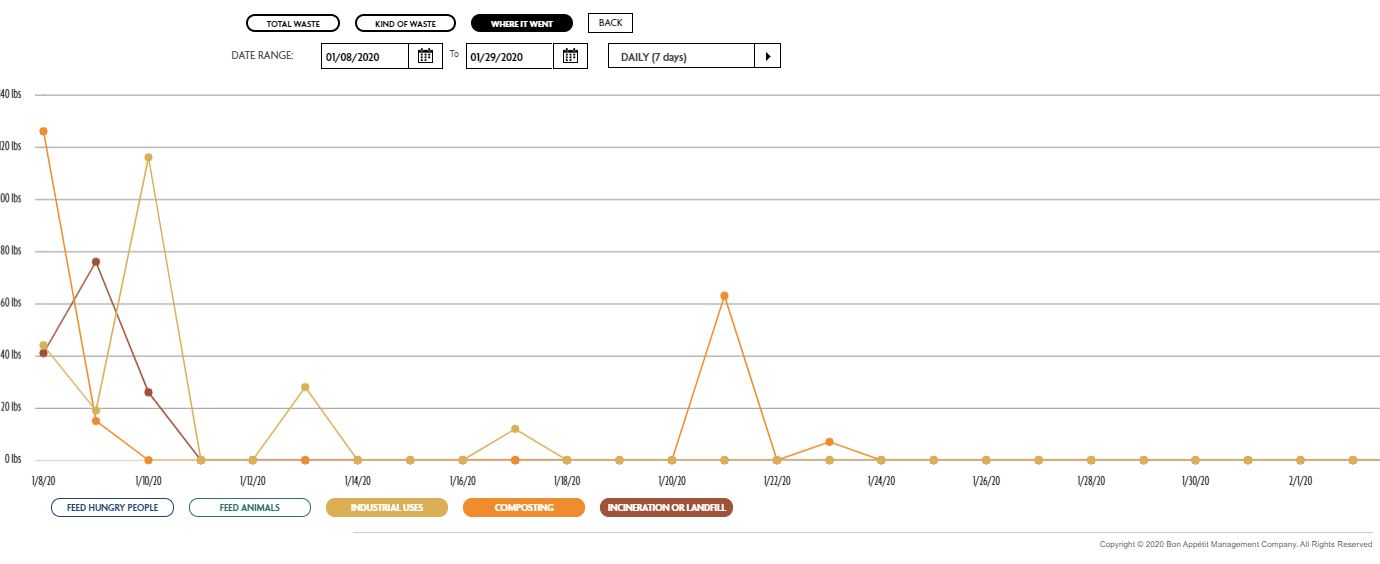 TOTAL WASTE KIND OF WASTE WHERE IT WENT BACK
DATE RANGE: 01/08/2020 To 01/29/2020 DAILY (7 days)
40 lbs
20 lbs
00 lbs
80 lbs
60 lbs
40 lbs
20 lbs
0 lbs
1/8/20 1/10/20 1/12/20 1/14/20 1/16/20 1/18/20 1/20/20 1/22/20 1/24/20 1/26/20 1/28/20 1/30/20 2/1/20
FEED HUNGRY PEOPLE FEED ANIMALS INDUSTRIAL USES COMPOSTING INCINERATION OR LANDFILL
Copyright © 2020 Bon Appétit Management Company. All Rights Reserved